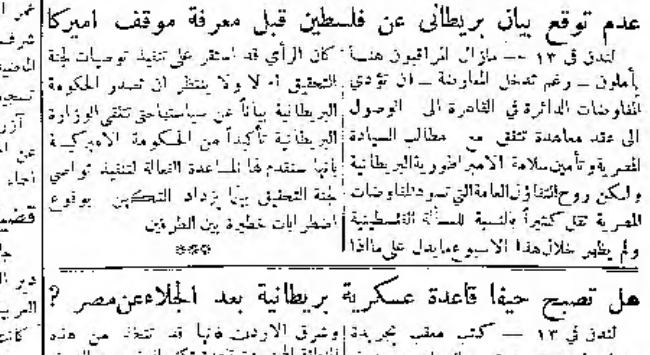 عدم توقع بيان بريطاني عن فلسطين قبل معرفة موقف اميركا
لندن في ١٣ — مازال المراقبون هنا
يأملون — رغم تدخل المعارضة — ان تؤدي
المفاوضات الدائرة في القاهرة الى الوصول
الى عقد معاهدة تتفق مع مطالب السيادة
المصرية وتأمين سلامة الامبراطورية البريطانية
ولكن روح التفاؤل العامة التي تسود المفاوضات
المصرية تقل كثيراً بالنسبة للمسألة الفلسطينية
ولم يظهر خلال هذا الاسبوع ما يدل على ما اذا
كان الرأي قد استقر على تنفيذ توصيات لجنة
التحقيق ام لا ولا ينتظر ان تصدر الحكومة
البريطانية بياناً عن سياستها حتى تتلقى الوزارة
البريطانية تأكيداً من الحكومة الاميركية
بانها ستقدم لها المساعدة الفعالة لتنفيذ تواصي
لجنة التحقيق بينا يزداد التكهن بوقوع
اضطرابات خطيرة بين الطرفين
هل تصبح حيفا قاعدة عسكرية بريطانية بعد الجلاء عن مصر ؟
لندن في ١٣ — كتب معقب بجريدة
وشرق الاردن فانها قد تتخذ من هذه